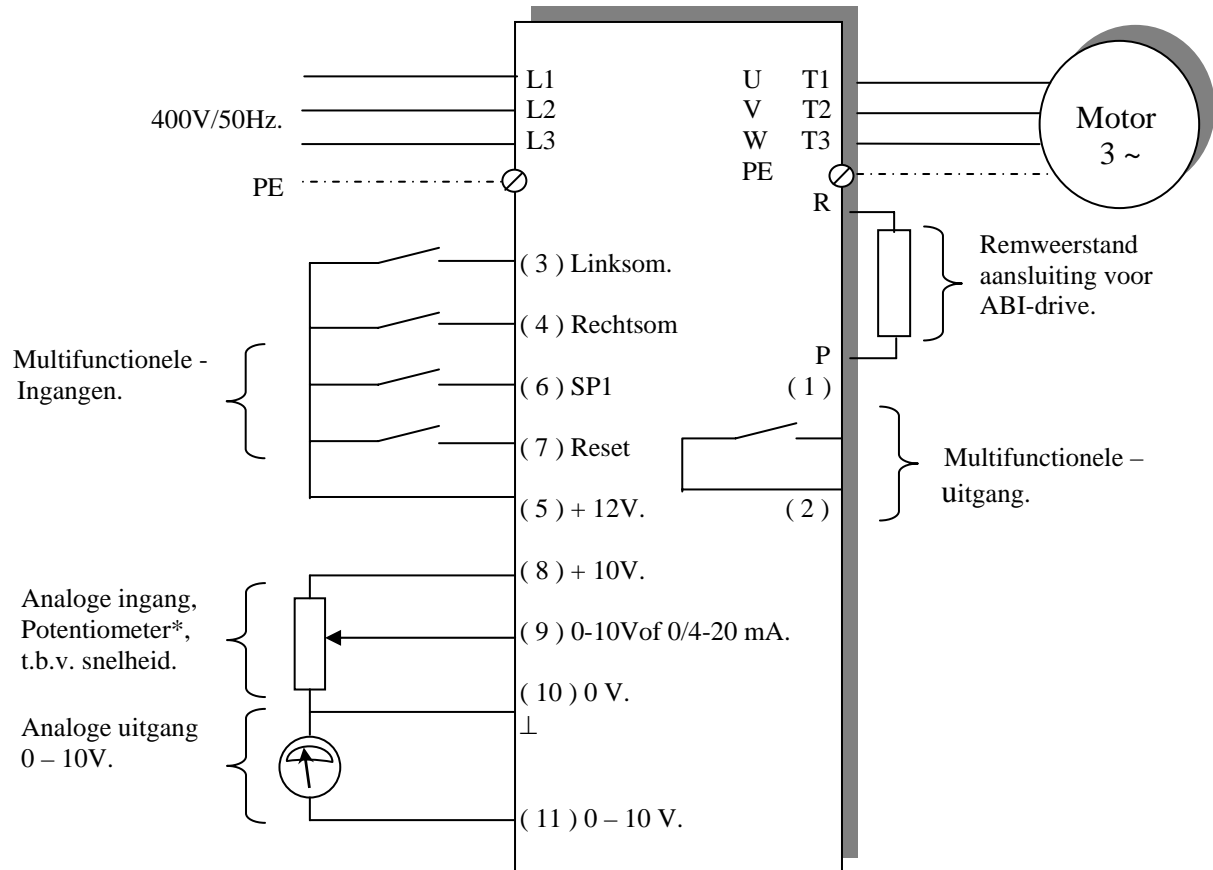 L1
L2
L3
400V/50Hz.
PE
U T1
V T2
W T3
PE
R
Motor
3 ~
Remweerstand
aansluiting voor
ABI-drive.
P
( 1 )
Multifunctionele -
Ingangen.
( 3 ) Linksom.
( 4 ) Rechtsom
( 6 ) SP1
( 7 ) Reset
( 5 ) + 12V.
( 2 )
Multifunctionele –
uitgang.
Analoge ingang,
Potentiometer*,
t.b.v. snelheid.
( 8 ) + 10V.
( 9 ) 0-10Vof 0/4-20 mA.
( 10 ) 0 V.
⊥
Analoge uitgang
0 – 10V.
( 11 ) 0 – 10 V.